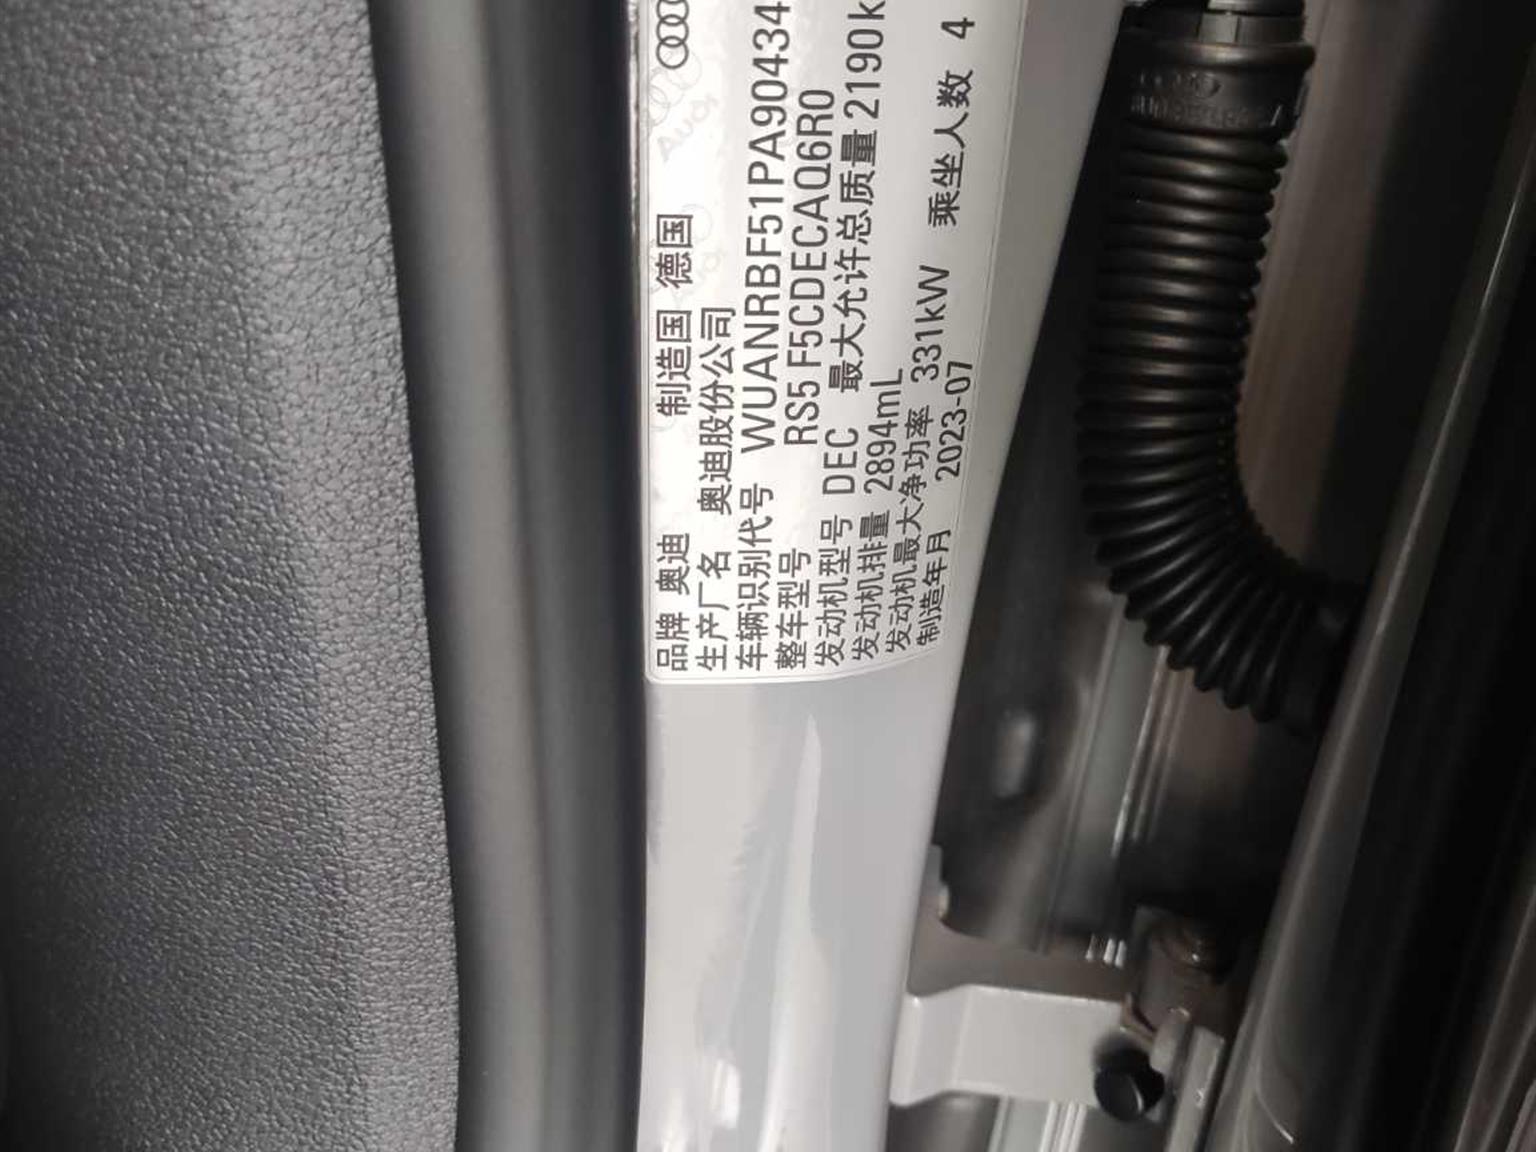 品牌 奥迪 制造国 德国
生产厂名 奥迪股份公司
车辆识别代号 WUANRBF51PA90434
整车型号 RS5 F5CDECAQ6R0
发动机型号 DEC 最大允许总质量 2190k
发动机排量 2894mL
发动机最大净功率 331kW 乘坐人数 4
制造年月 2023-07
Audi
Audi